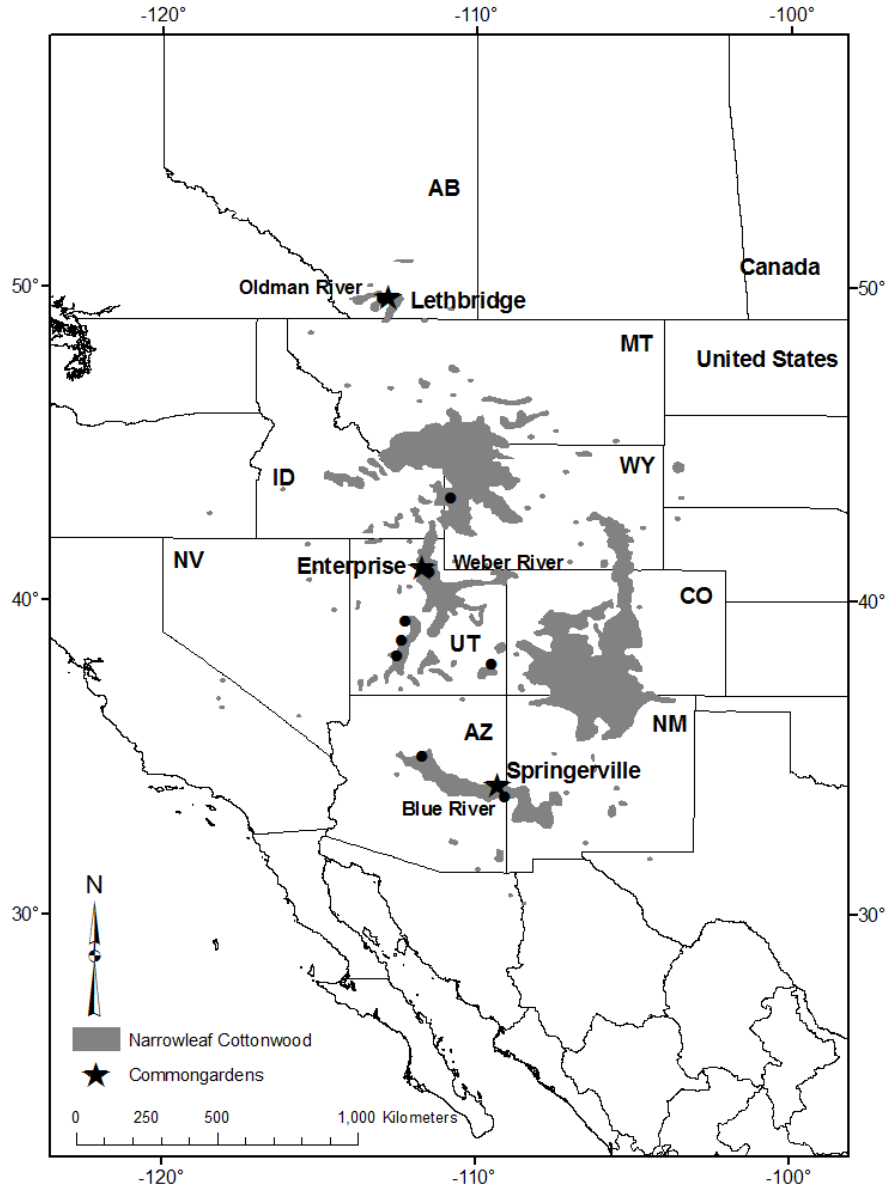 -120° -110° -100°
AB
50° Oldman River Canada 50°
Lethbridge
MT
United States
WY
ID
NV Enterprise Weber River
40° CO 40°
UT
AZ NM
Springerville
Blue River
N
30° 30°
Narrowleaf Cottonwood
Commongardens
0 250 500 1,000 Kilometers
-120° -110° -100°